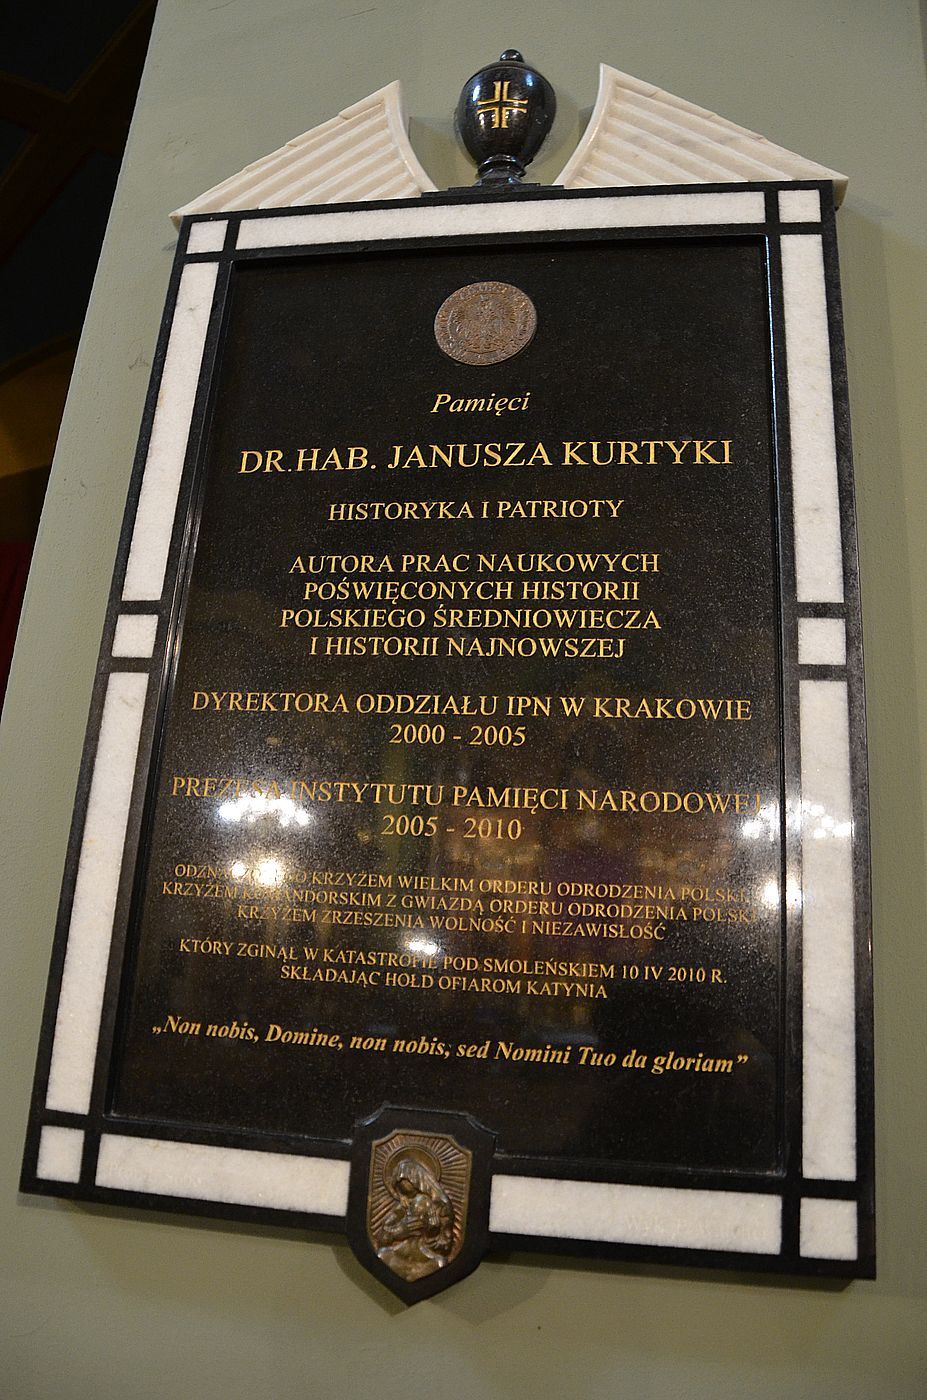 Pamięci
DR.HAB. JANUSZA KURTYKI
HISTORYKA I PATRIOTY
AUTORA PRAC NAUKOWYCH
POŚWIĘCONYCH HISTORII
POLSKIEGO ŚREDNIOWIECZA
I HISTORII NAJNOWSZEJ
DYREKTORA ODDZIAŁU IPN W KRAKOWIE
2000 - 2005
PREZESA INSTYTUTU PAMIĘCI NARODOWEJ
2005 - 2010
ODZNACZONEGO KRZYŻEM WIELKIM ORDERU ODRODZENIA POLSKI,
KRZYŻEM KOMANDORSKIM Z GWIAZDĄ ORDERU ODRODZENIA POLSKI
KRZYŻEM ZRZESZENIA WOLNOŚĆ I NIEZAWISŁOŚĆ
KTÓRY ZGINĄŁ W KATASTROFIE POD SMOLEŃSKIEM 10 IV 2010 R.
SKŁADAJĄC HOŁD OFIAROM KATYNIA
„Non nobis, Domine, non nobis, sed Nomini Tuo da gloriam”